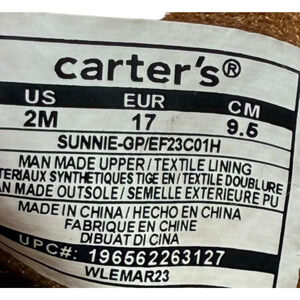 carter's®
US EUR CM
2M 17 9.5
SUNNIE-GP/EF23C01H
MAN MADE UPPER / TEXTILE LINING
TERIAUX SYNTHETIQUES TIGE EN / TEXTILE DOUBLURE
AN MADE OUTSOLE / SEMELLE EXTERIEURE PU
MADE IN CHINA / HECHO EN CHINA
FABRIQUE EN CHINE
DIBUAT DI CINA
UPC#: 196562263127
WLEMAR23